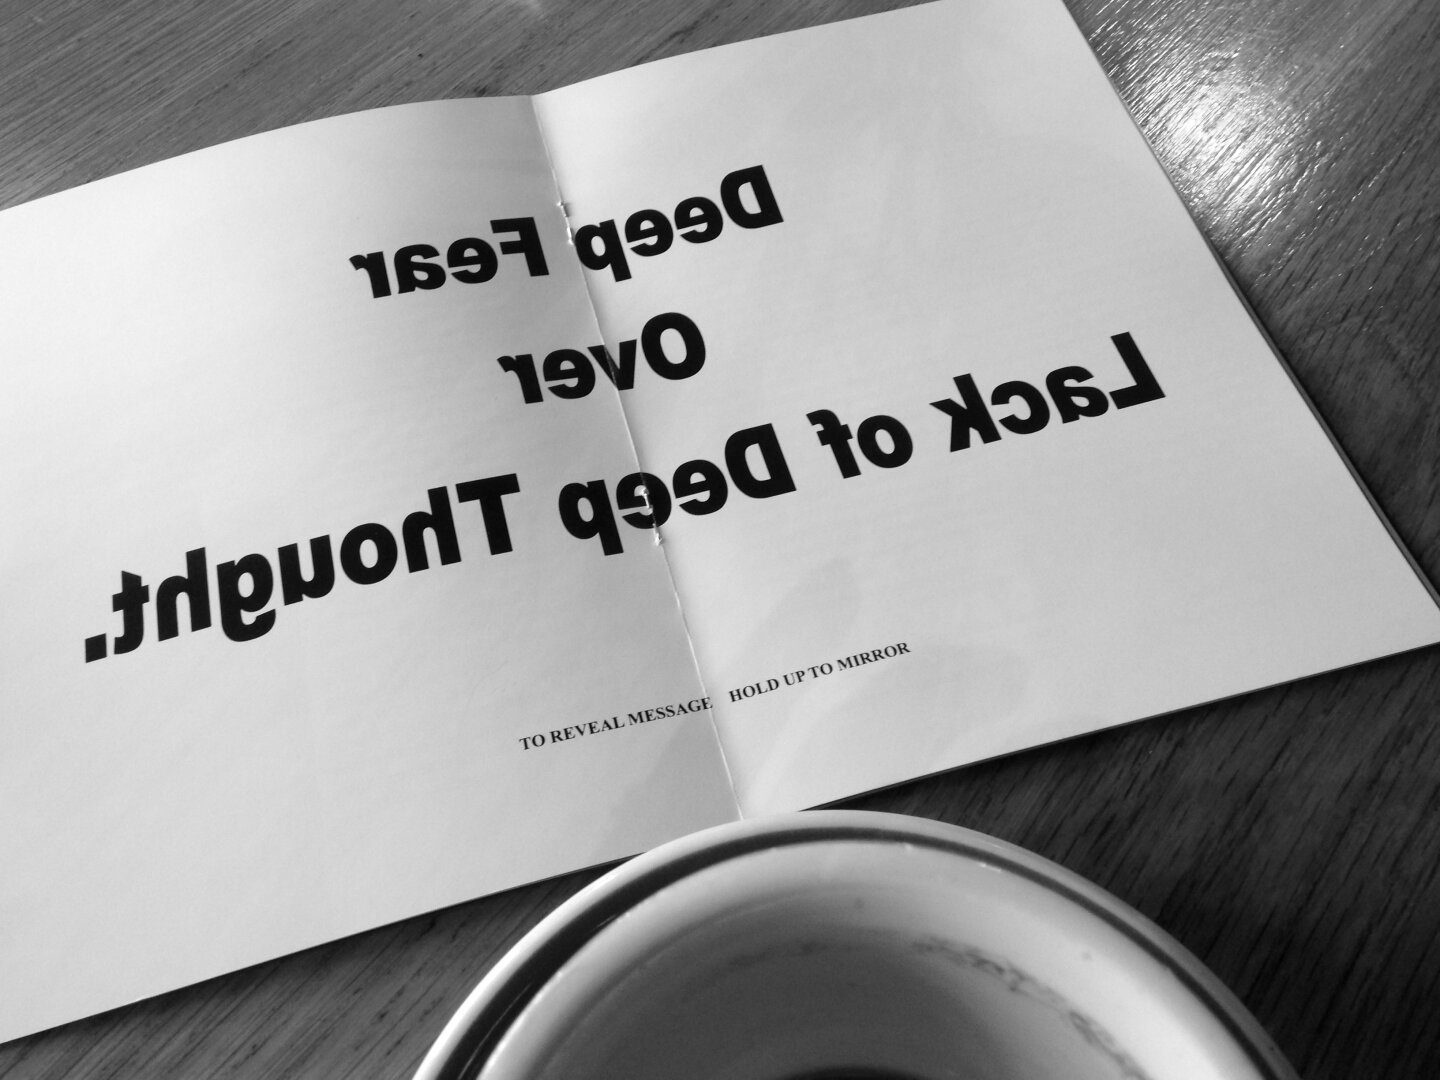 Deep Fear
Over
Lack of Deep Thought.
TO REVEAL MESSAGE HOLD UP TO MIRROR